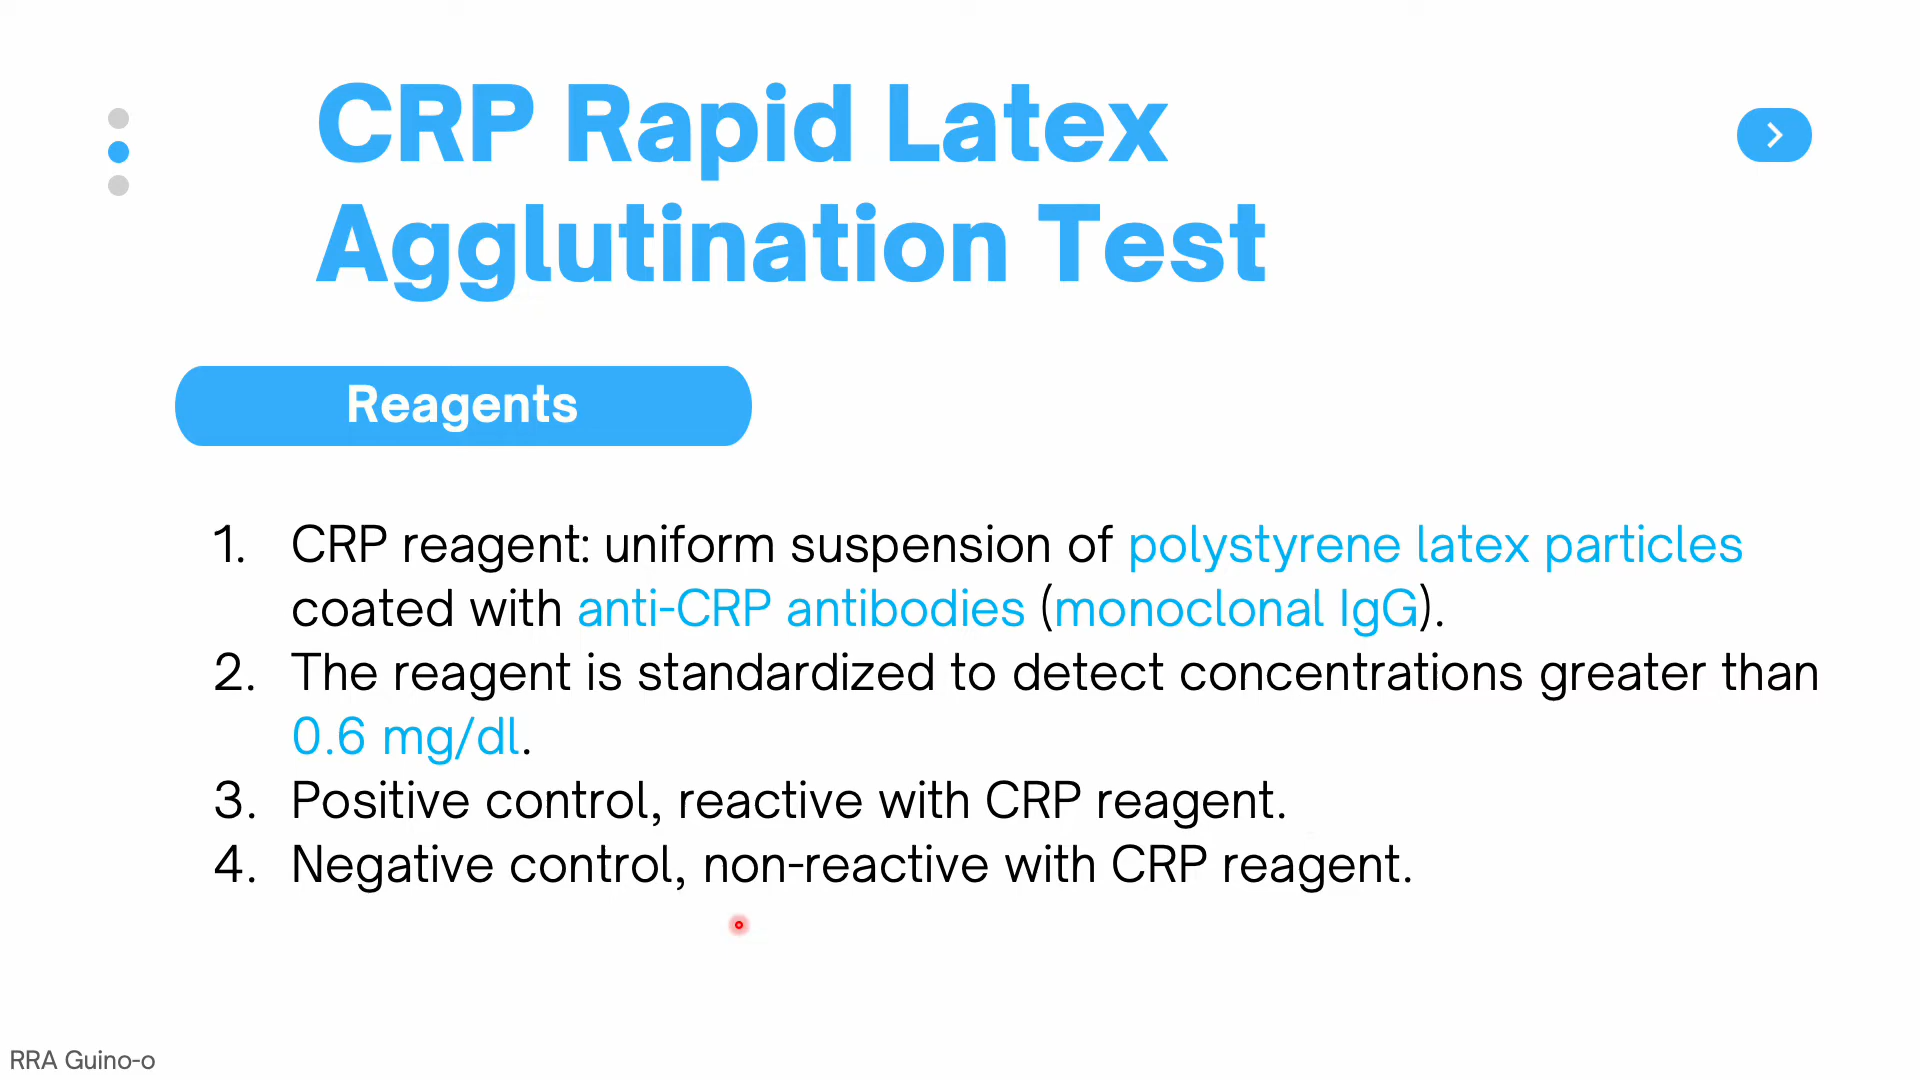 CRP Rapid Latex
Agglutination Test
Reagents
1. CRP reagent: uniform suspension of polystyrene latex particles
coated with anti-CRP antibodies (monoclonal IgG).
2. The reagent is standardized to detect concentrations greater than
0.6 mg/dl.
3. Positive control, reactive with CRP reagent.
4. Negative control, non-reactive with CRP reagent.
RRA Guino-o